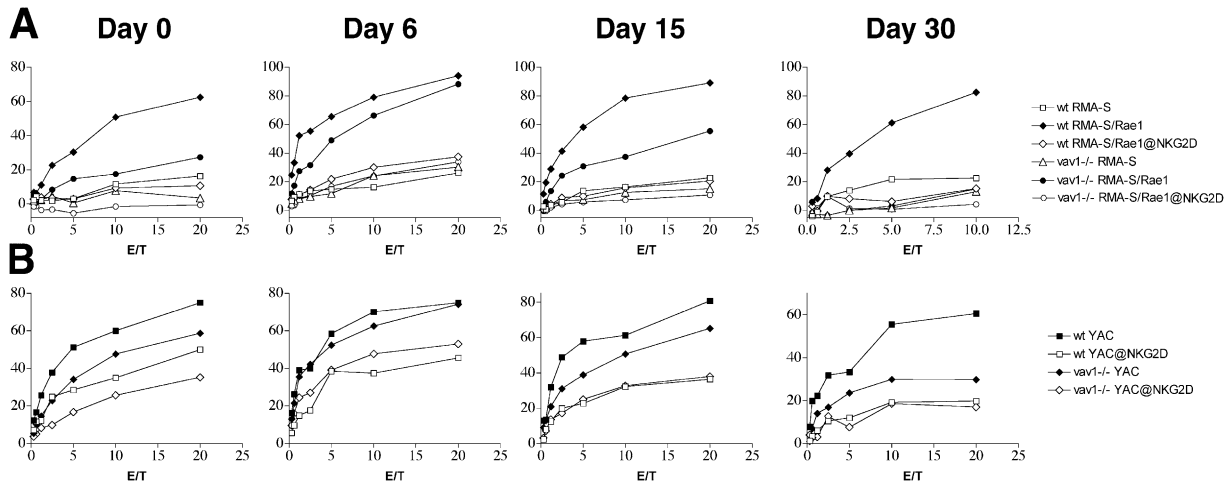 A
Day 0 Day 6 Day 15 Day 30
80 100 100 100
80 80 80
60
60 60 60
40
40 40 40
20
20 20 20
0 0 0 0
0 5 10 15 20 25 0 5 10 15 20 25 0 5 10 15 20 25 0.0 2.5 5.0 7.5 10.0 12.5
E/T E/T E/T E/T
wt RMA-S
wt RMA-S/Rae1
wt RMA-S/Rae1@NKG2D
vav1-/- RMA-S
vav1-/- RMA-S/Rae1
vav1-/- RMA-S/Rae1@NKG2D
B
80 80 80
60 60 60 60
40 40 40 40
20 20 20 20
0 0 0 0
0 5 10 15 20 25 0 5 10 15 20 25 0 5 10 15 20 25 0 5 10 15 20 25
E/T E/T E/T E/T
wt YAC
wt YAC@NKG2D
vav1-/- YAC
vav1-/- YAC@NKG2D